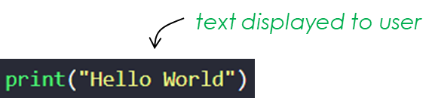 text displayed to user
print("Hello World")